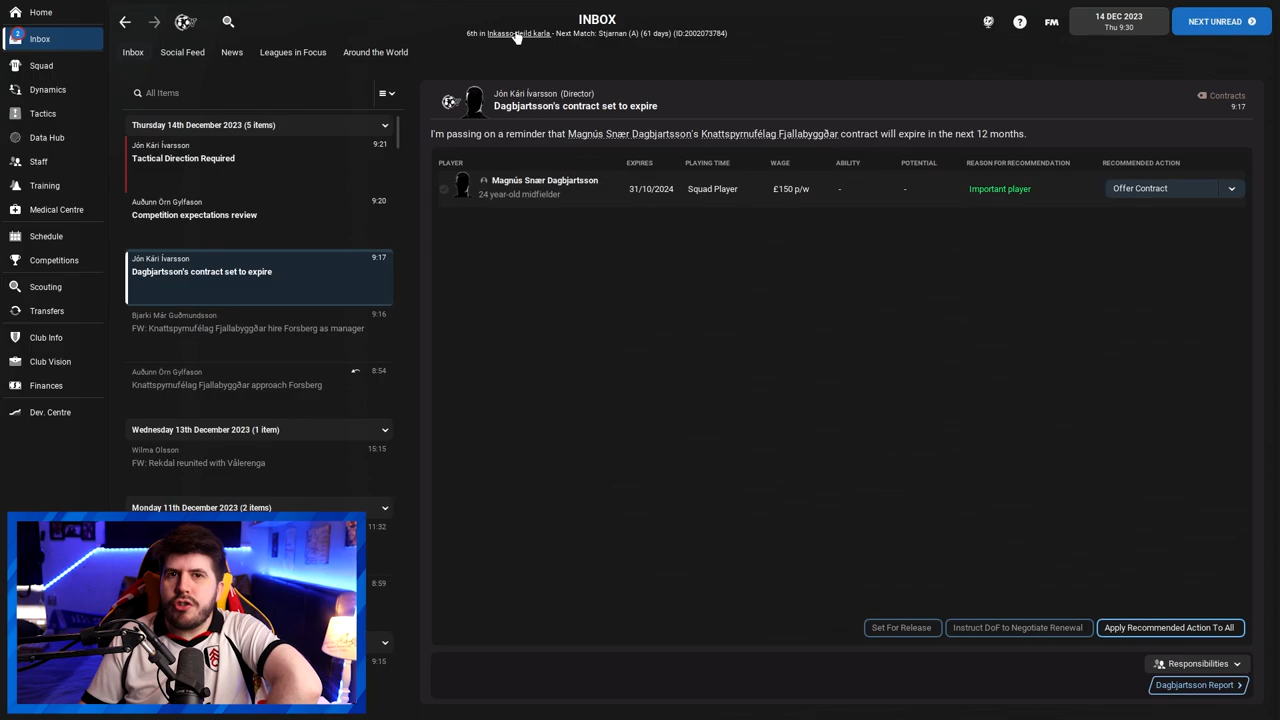 Home
2
Inbox
Squad
Dynamics
Tactics
Data Hub
Staff
Training
Medical Centre
Schedule
Competitions
Scouting
Transfers
Club Info
Club Vision
Finances
Dev. Centre
INBOX
Next Match: Stjarnan (A) (61 days) (ID:2002073784)
FM
14 DEC 2023
Thu 9:30
NEXT UNREAD
Inbox
Social Feed
News
Leagues in Focus
Around the World
All Items
Thursday 14th December 2023 (5 items)
Jón Kári Ívarsson
9:21
Tactical Direction Required
Auðunn Örn Gylfason
9:20
Competition expectations review
Jón Kári Ívarsson
9:17
Dagbjartsson's contract set to expire
Bjarki Már Guðmundsson
9:16
FW: Knattspyrnufélag Fjallabyggðar hire Forsberg as manager
Auðunn Örn Gylfason
8:54
Knattspyrnufélag Fjallabyggðar approach Forsberg
Wednesday 13th December 2023 (1 item)
Wilma Olsson
15:15
FW: Rekdal reunited with Vålerenga
Monday 11th December 2023 (2 items)
11:32
8:59
9:15
Jón Kári Ívarsson (Director)
Dagbjartsson's contract set to expire
Contracts
9:17
I'm passing on a reminder that Magnús Snær Dagbjartsson's Knattspyrnufélag Fjallabyggðar contract will expire in the next 12 months.
PLAYER EXPIRES PLAYING TIME WAGE ABILITY POTENTIAL REASON FOR RECOMMENDATION RECOMMENDED ACTION
Magnús Snær Dagbjartsson
24 year-old midfielder
31/10/2024 Squad Player £150 p/w - - Important player Offer Contract
Set For Release
Instruct DoF to Negotiate Renewal
Apply Recommended Action To All
Responsibilities
Dagbjartsson Report